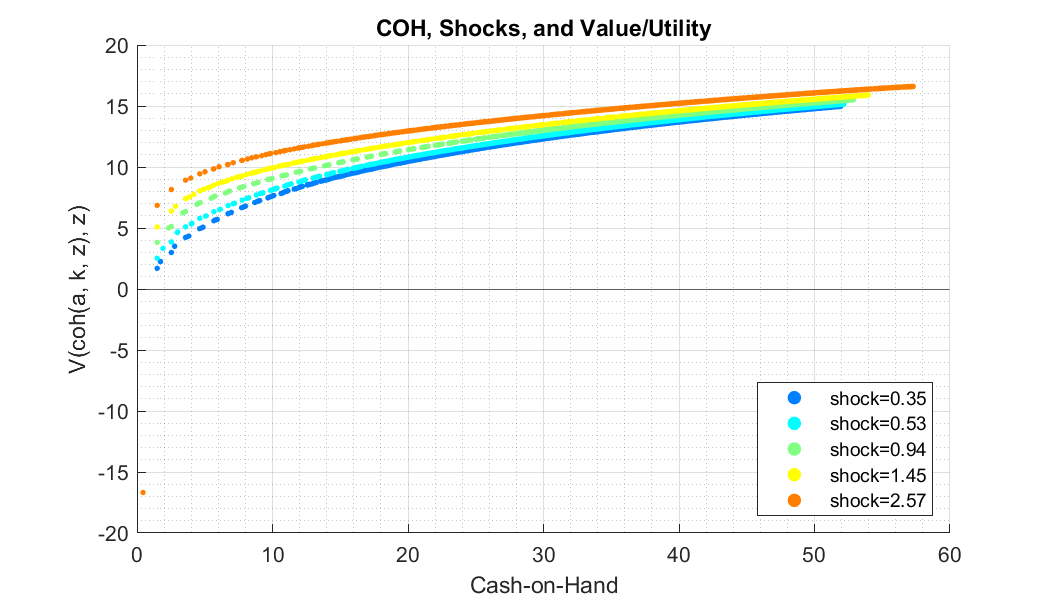 COH, Shocks, and Value/Utility
20
15
10
5
0
-5
-10
-15
-20
V(coh(a, k, z), z)
shock=0.35
shock=0.53
shock=0.94
shock=1.45
shock=2.57
0
10
20
30
40
50
60
Cash-on-Hand